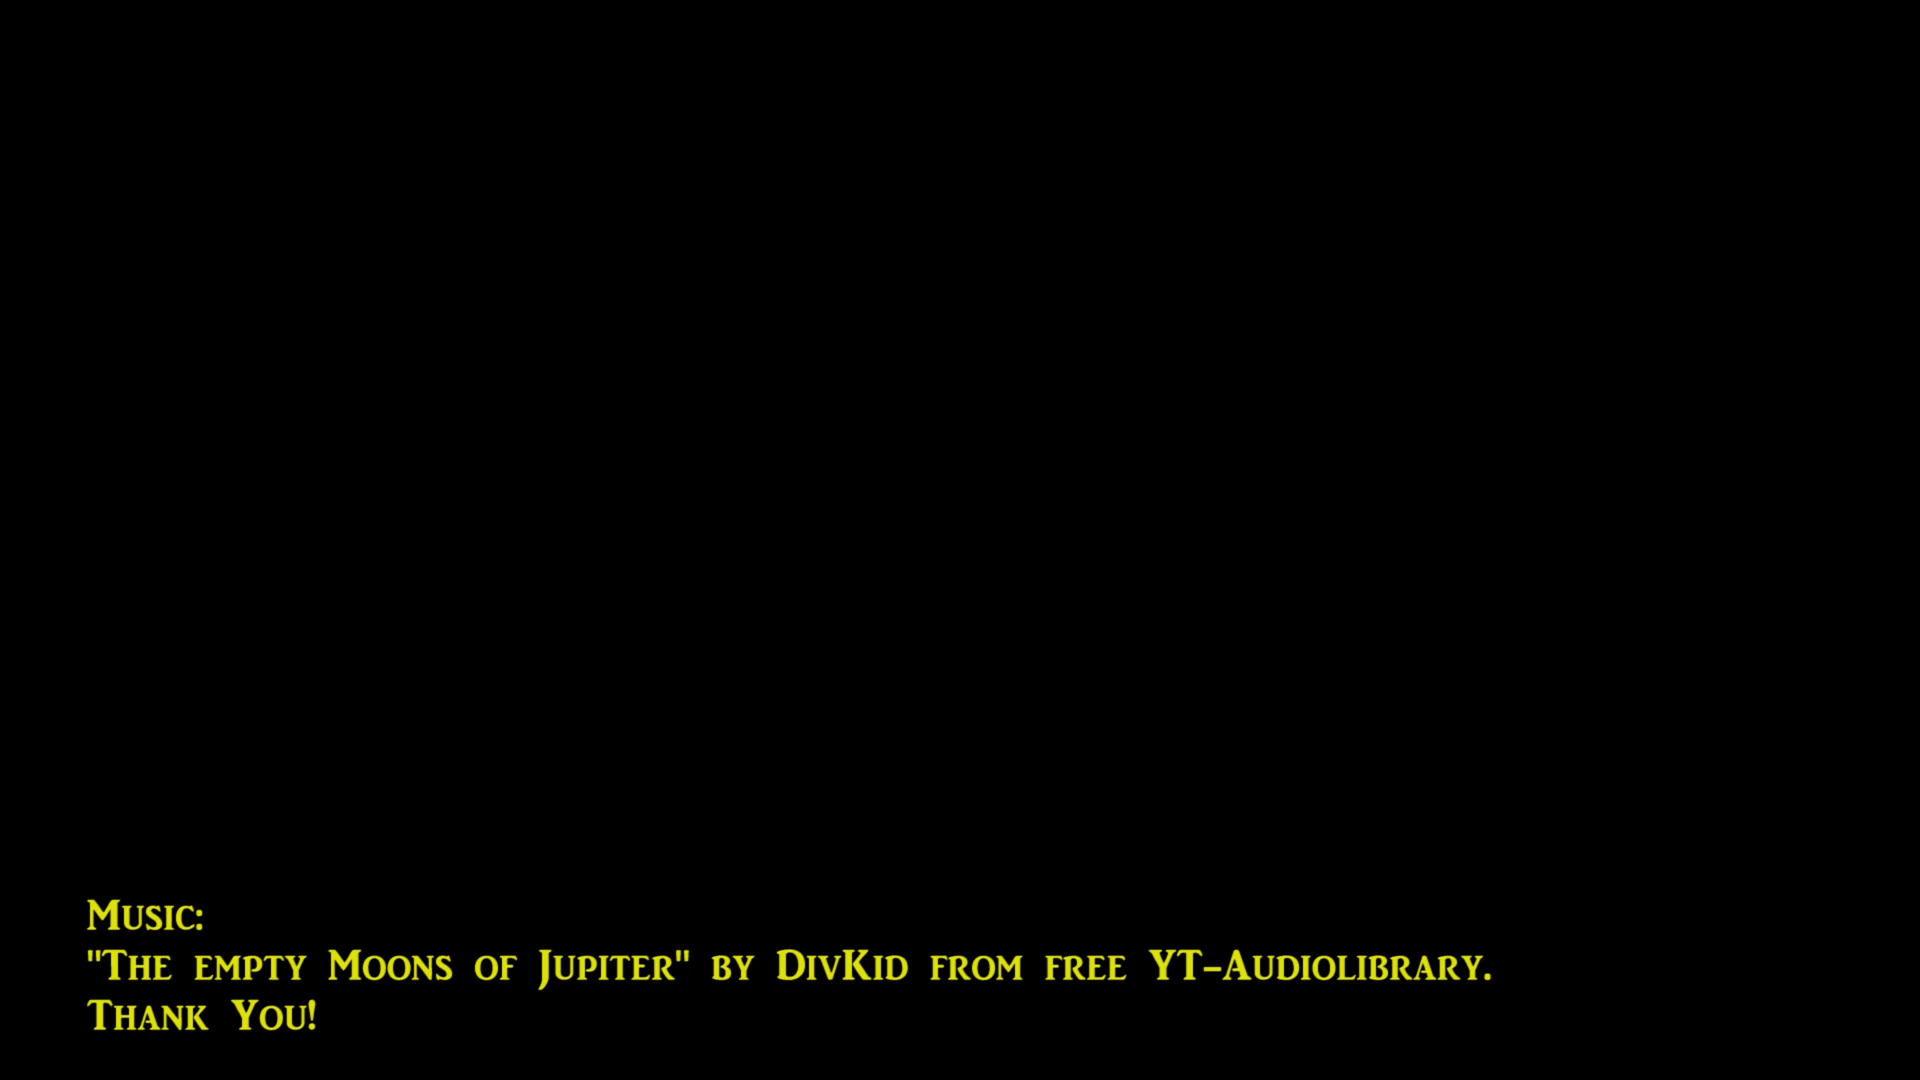 Music:
"The empty Moons of Jupiter" by DivKid from free YT-Audiolibrary.
Thank You!